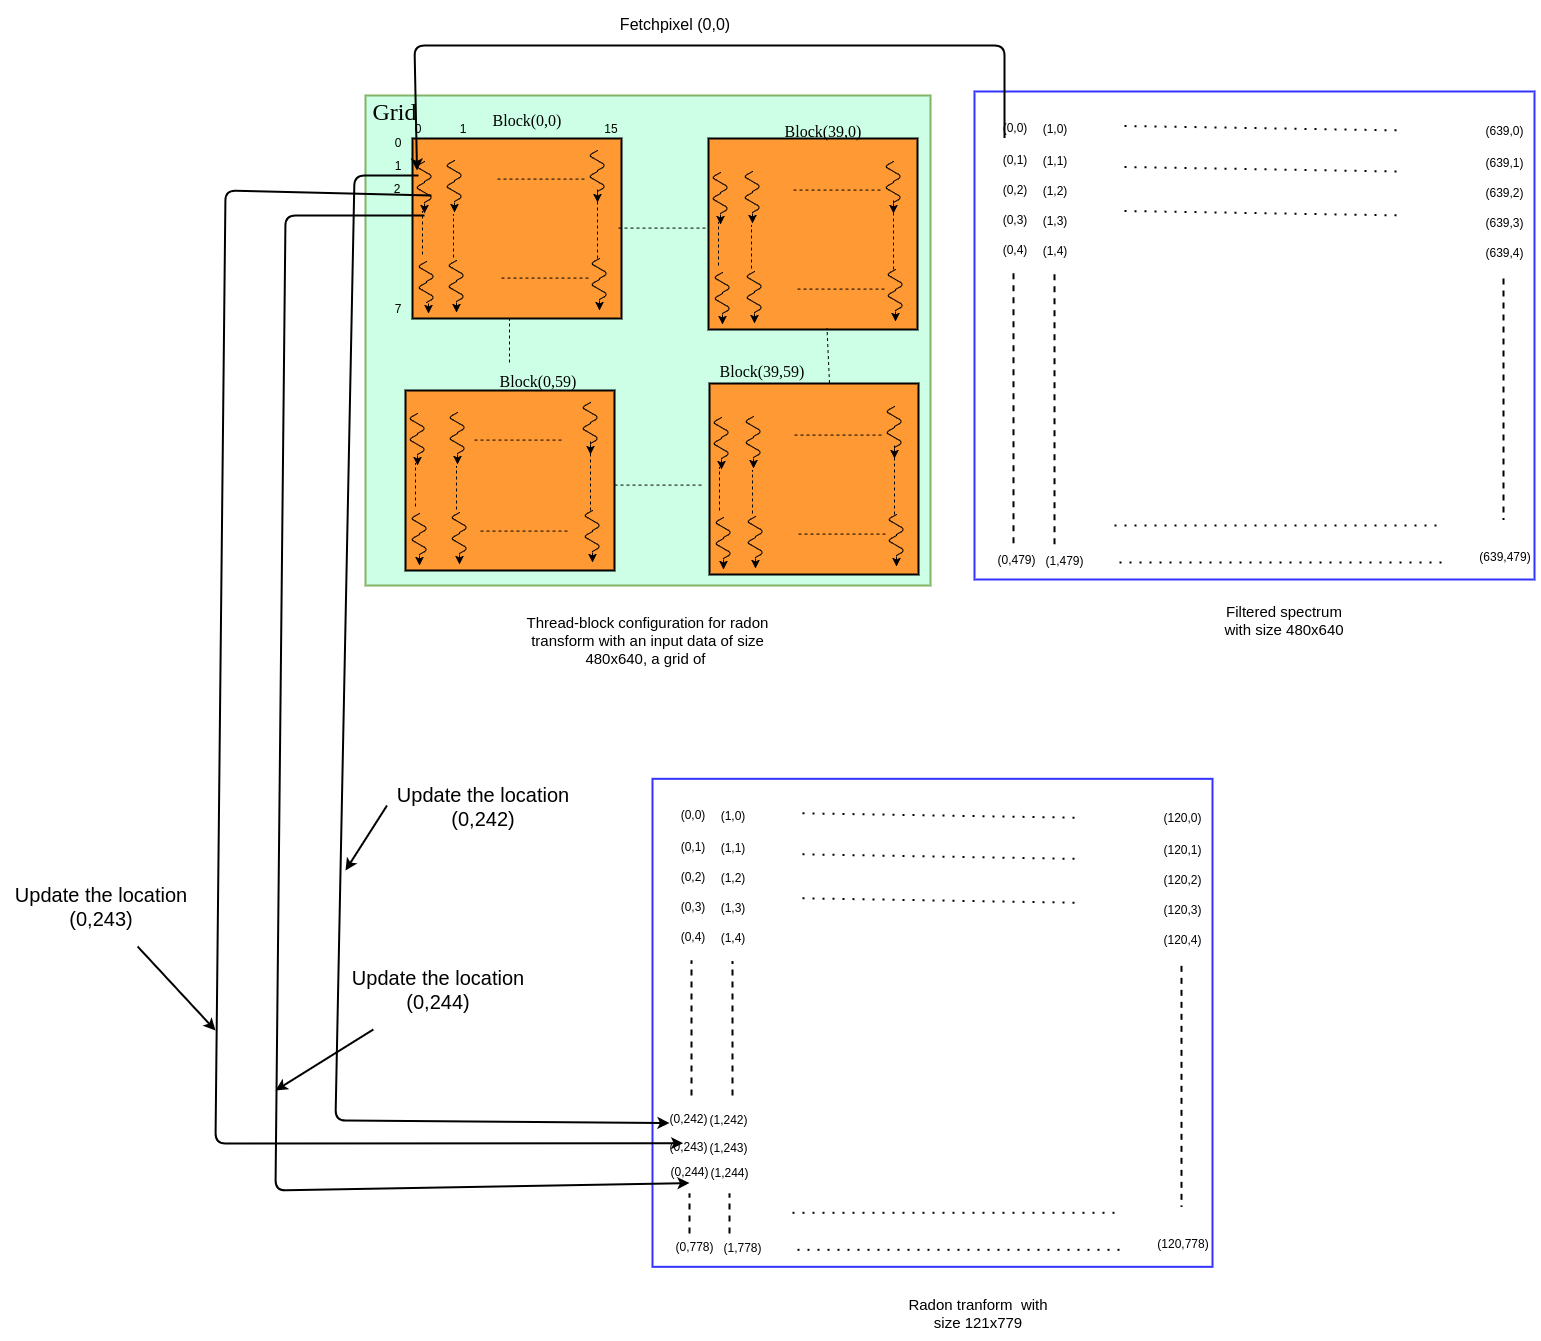 Fetchpixel (0,0)
Grid
Block(0,0)
0 1 15
0
1
2
7
Block(39,0)
Block(0,59)
Block(39,59)
Thread-block configuration for radon
transform with an input data of size
480x640, a grid of
(0,0) (1,0) (639,0)
(0,1) (1,1) (639,1)
(0,2) (1,2) (639,2)
(0,3) (1,3) (639,3)
(0,4) (1,4) (639,4)
(0,479) (1,479) (639,479)
Filtered spectrum
with size 480x640
Update the location
(0,242)
Update the location
(0,243)
Update the location
(0,244)
(0,0) (1,0) (120,0)
(0,1) (1,1) (120,1)
(0,2) (1,2) (120,2)
(0,3) (1,3) (120,3)
(0,4) (1,4) (120,4)
(0,242) (1,242)
(0,243) (1,243)
(0,244) (1,244)
(0,778) (1,778) (120,778)
Radon tranform with
size 121x779